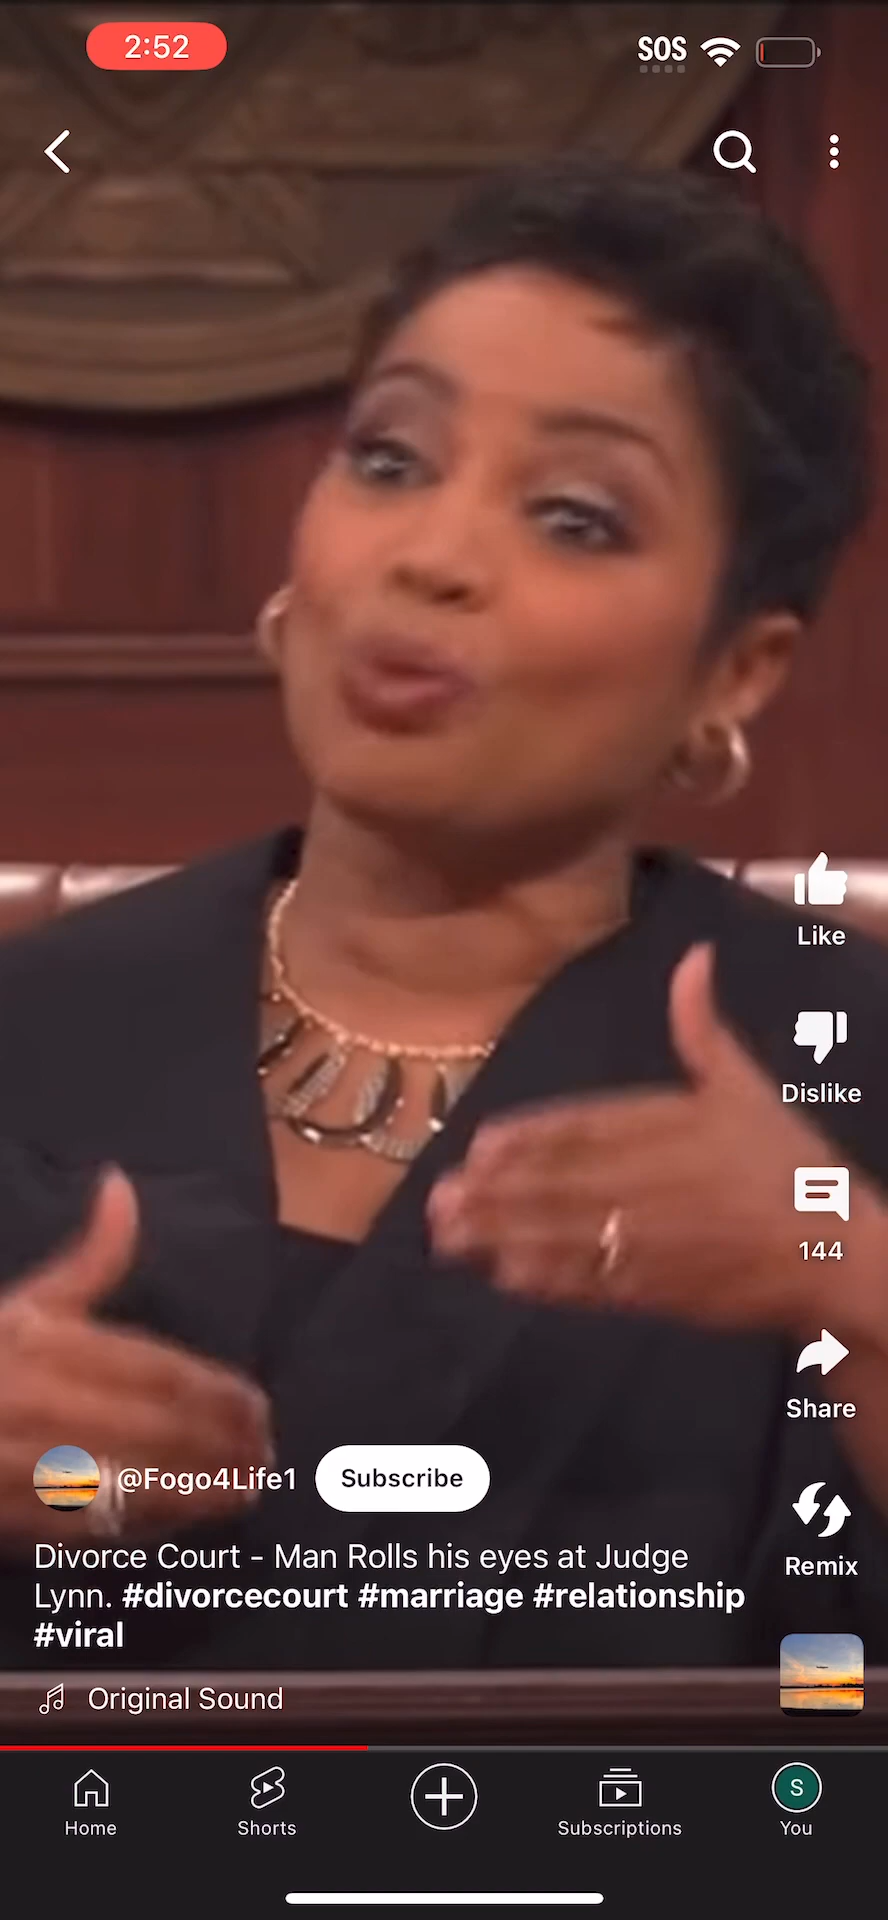 2:52
SOS
Like
Dislike
144
Share
@Fogo4Life1
Subscribe
Divorce Court - Man Rolls his eyes at Judge
Lynn. #divorcecourt #marriage #relationship
#viral
Remix
Original Sound
Home
Shorts
Subscriptions
S
You